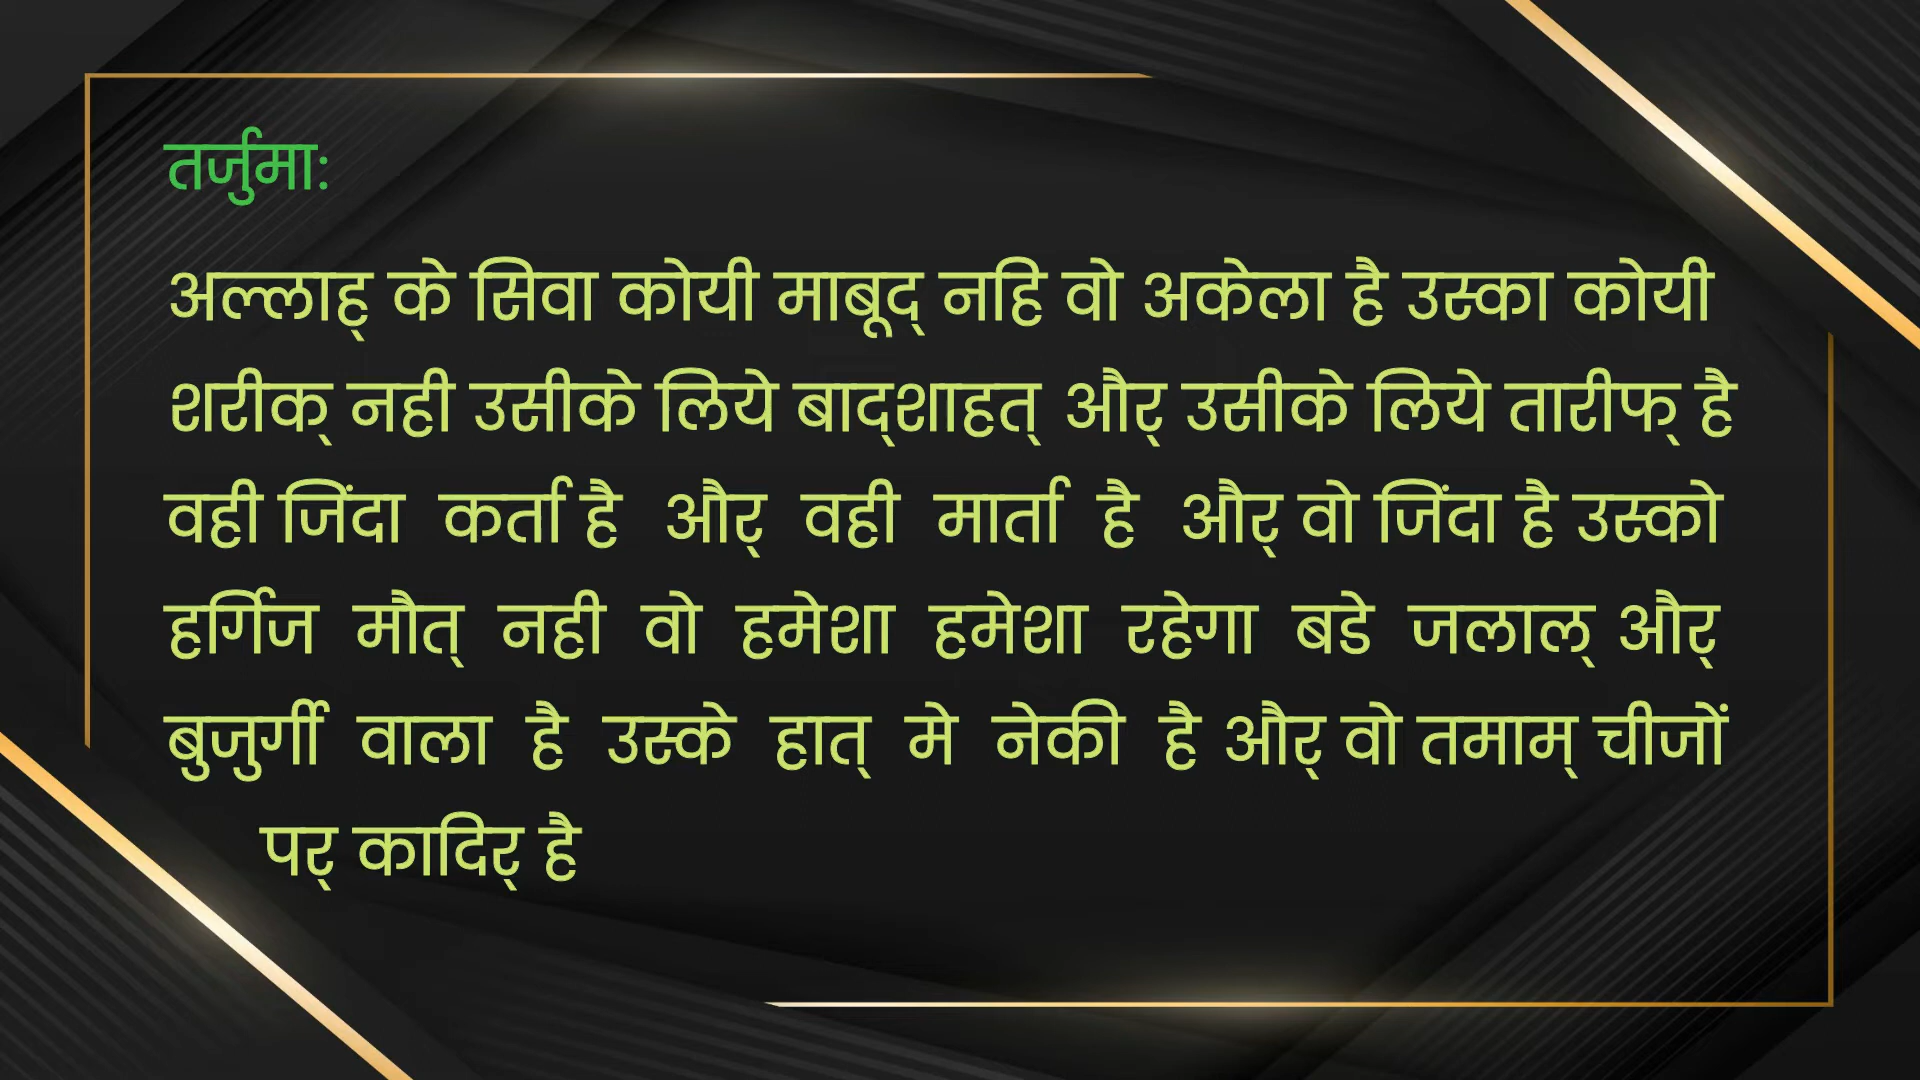 तर्जुमा:
अल्लाह् के सिवा कोयी माबूद् नहि वो अकेला है उस्का कोयी
शरीक् नही उसीके लिये बाद्शाहत् और् उसीके लिये तारीफ् है
वही जिंदा कर्ता है और् वही मार्ता है और् वो जिंदा है उस्को
हर्गिज मौत् नही वो हमेशा हमेशा रहेगा बडे जलाल् और्
बुजुर्गी वाला है उस्के हात् मे नेकी है और् वो तमाम् चीजों
पर् कादिर् है